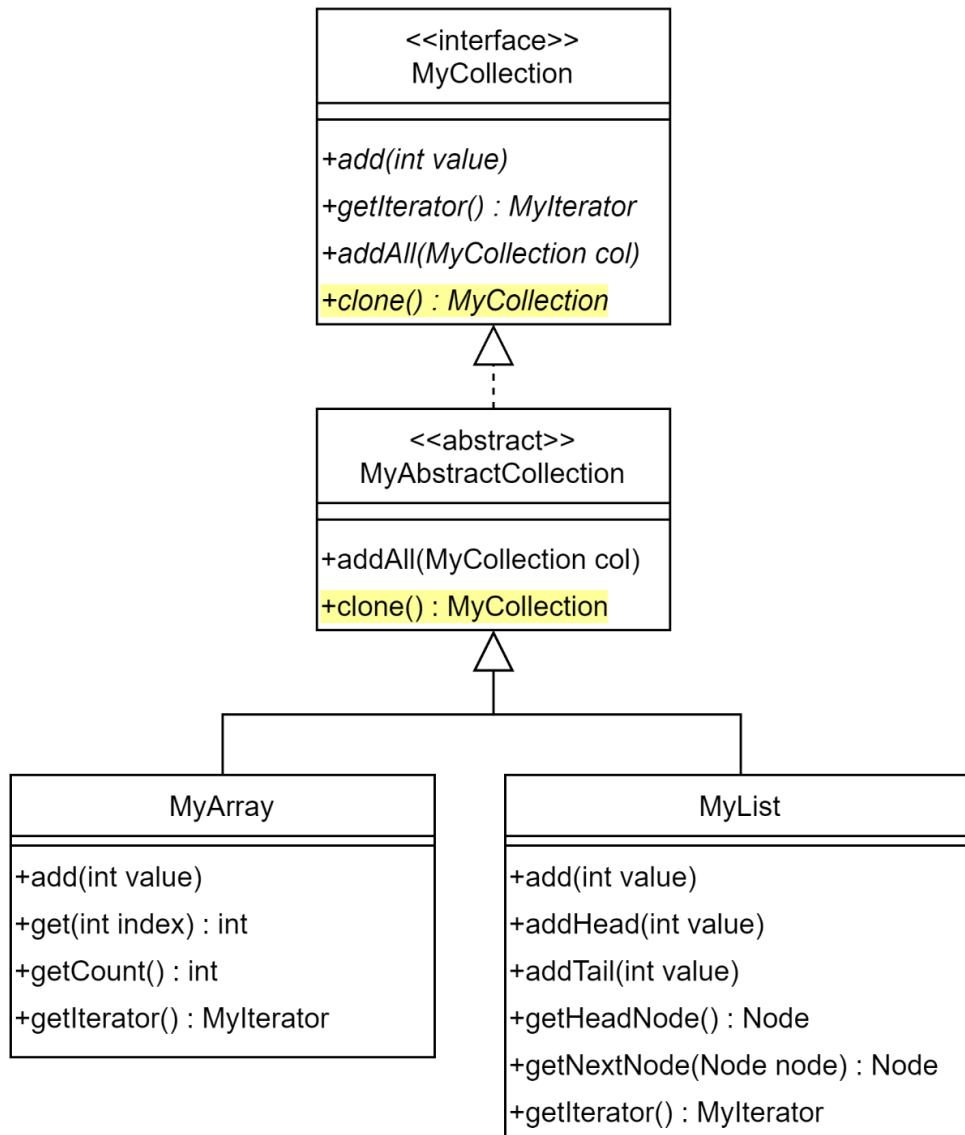 <<interface>>
MyCollection
+add(int value)
+getIterator() : MyIterator
+addAll(MyCollection col)
+clone() : MyCollection
<<abstract>>
MyAbstractCollection
+addAll(MyCollection col)
+clone() : MyCollection
MyArray
+add(int value)
+get(int index) : int
+getCount() : int
+getIterator() : MyIterator
MyList
+add(int value)
+addHead(int value)
+addTail(int value)
+getHeadNode() : Node
+getNextNode(Node node) : Node
+getIterator() : MyIterator